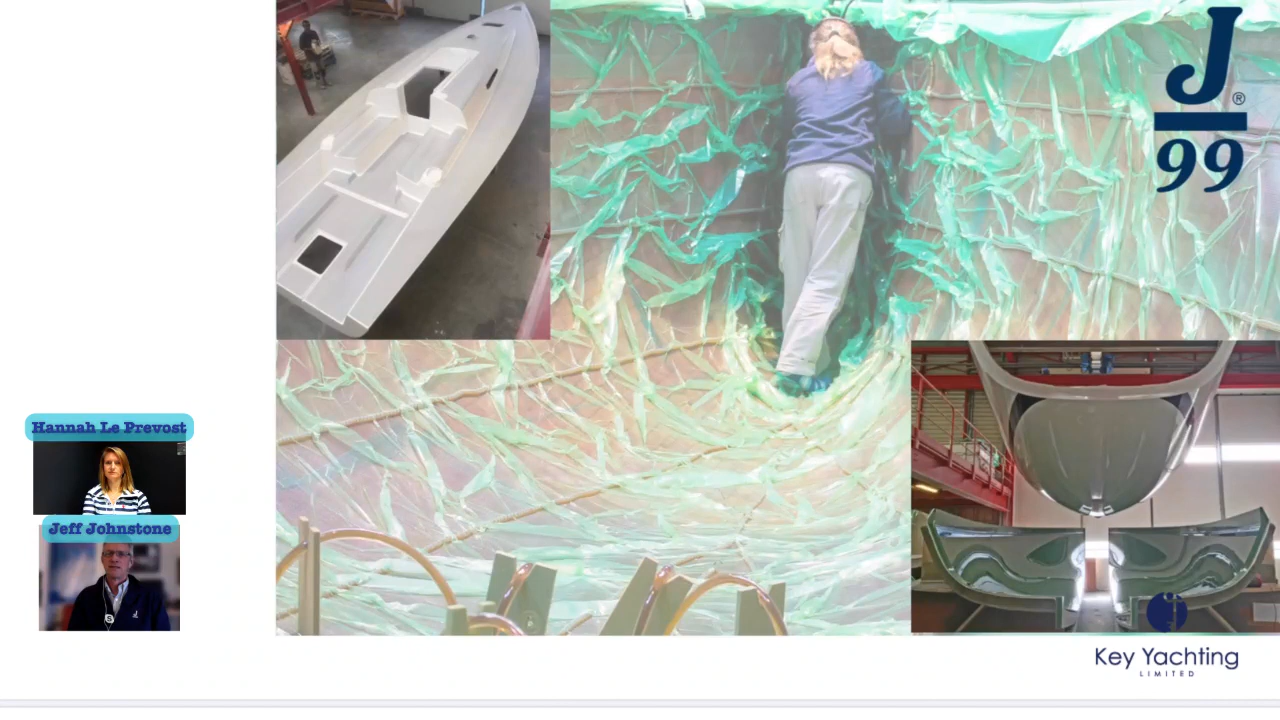 J®
99
Hannah Le Prevost
Jeff Johnstone
Key Yachting
LIMITED